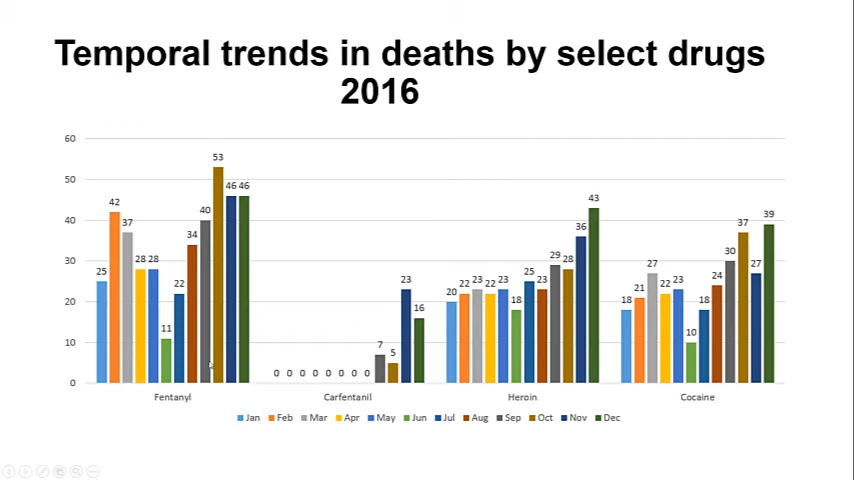 Temporal trends in deaths by select drugs
2016
60
50
40
30
20
10
0
25 42 37 28 28 11 22 34 40 53 46 46
0 0 0 0 0 0 0 0 7 5 23 16
20 22 23 22 23 18 25 23 29 28 36 43
18 21 27 22 23 10 18 24 30 37 27 39
Fentanyl Carfentanil Heroin Cocaine
Jan Feb Mar Apr May Jun Jul Aug Sep Oct Nov Dec